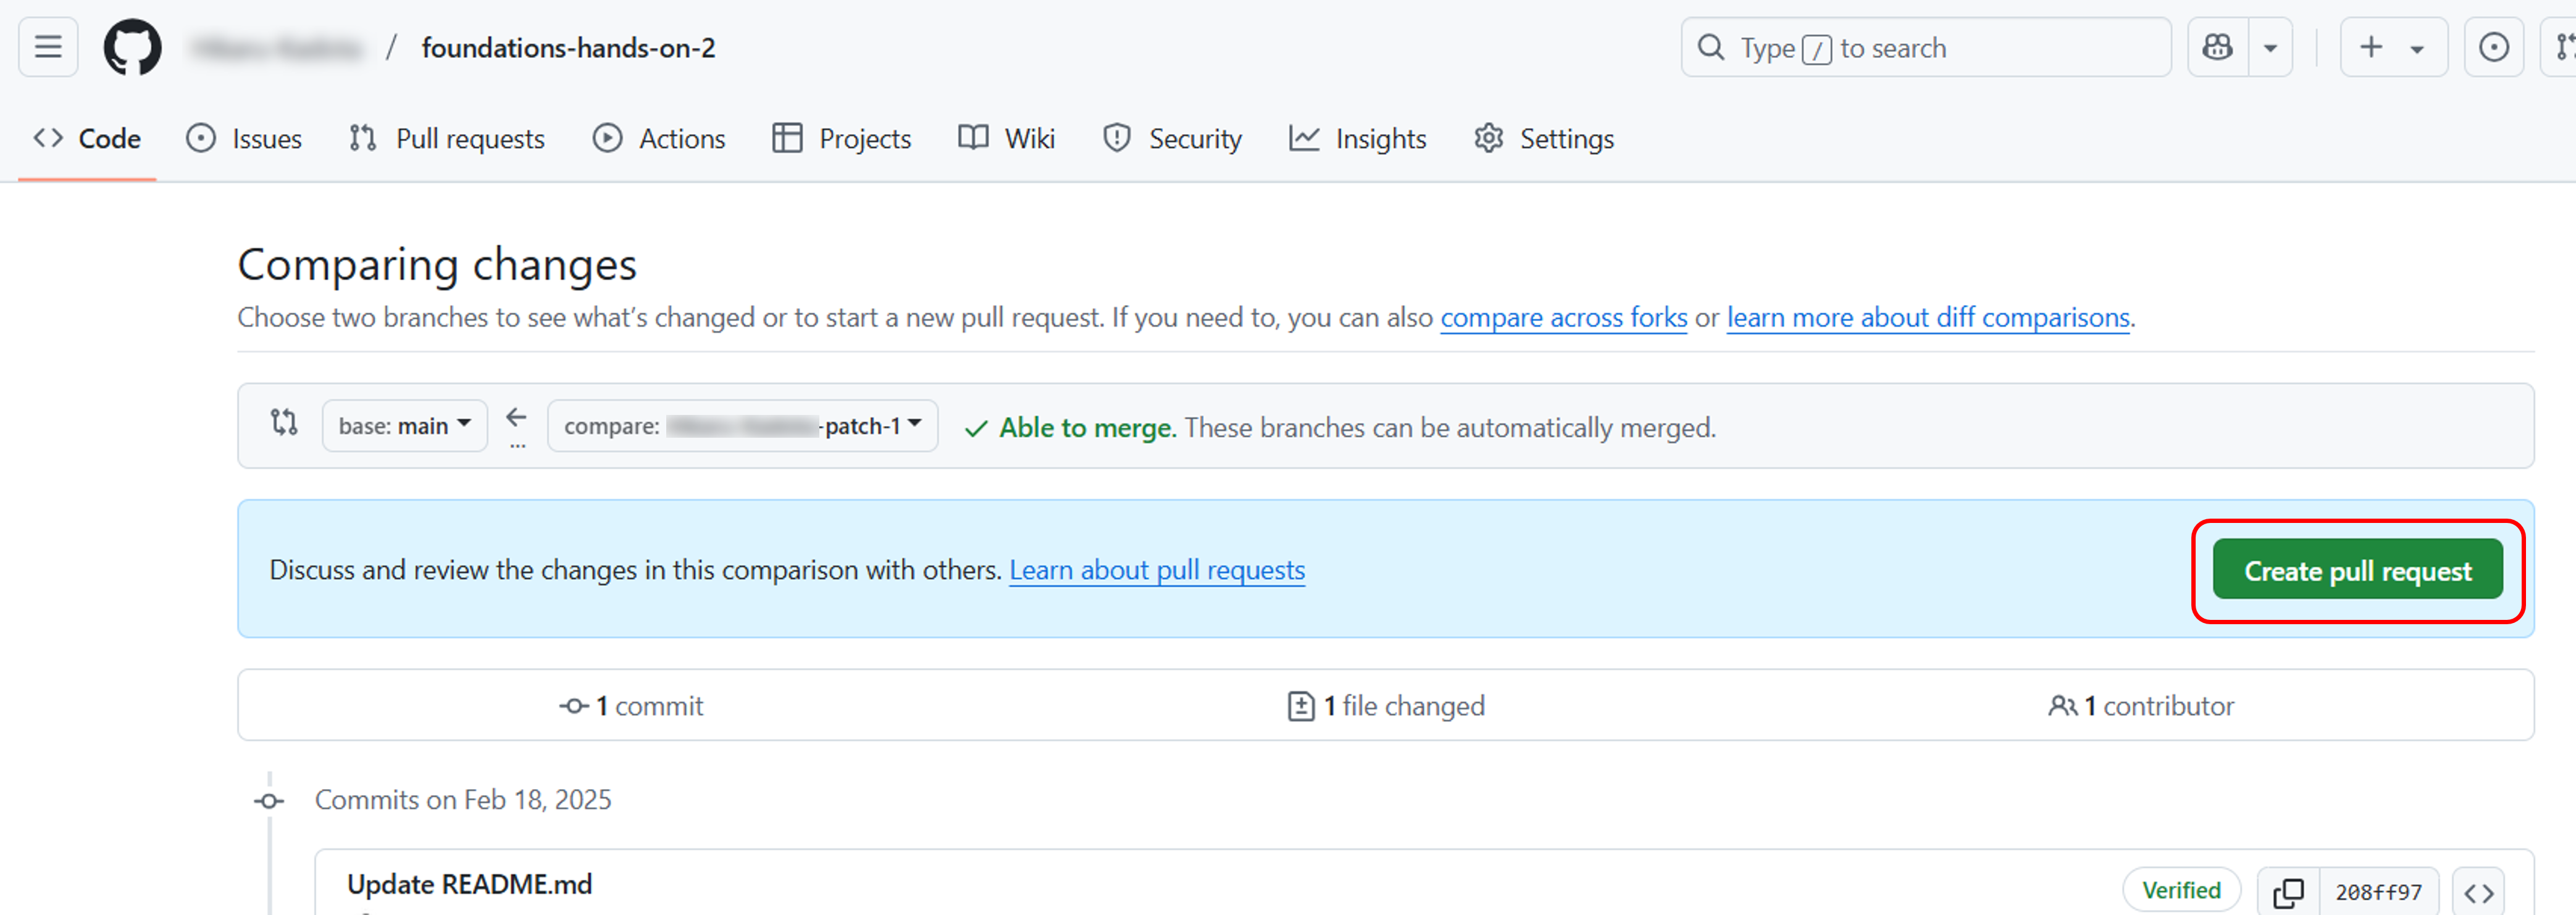 / foundations-hands-on-2
Type / to search
Code Issues Pull requests Actions Projects Wiki Security Insights Settings
Comparing changes
Choose two branches to see what's changed or to start a new pull request. If you need to, you can also compare across forks or learn more about diff comparisons.
base: main ← ... compare: -patch-1 ✓ Able to merge. These branches can be automatically merged.
Discuss and review the changes in this comparison with others. Learn about pull requests
Create pull request
1 commit 1 file changed 1 contributor
Commits on Feb 18, 2025
Update README.md
Verified 208ff97